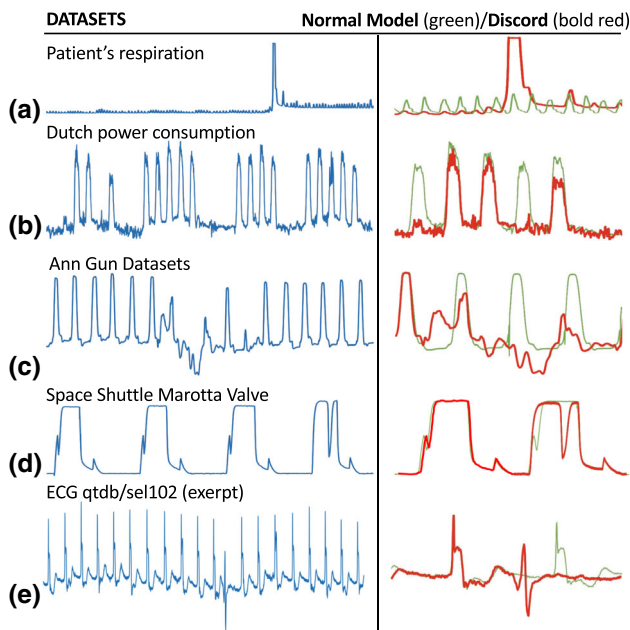 DATASETS Normal Model (green)/Discord (bold red)
Patient's respiration
(a)
Dutch power consumption
(b)
Ann Gun Datasets
(c)
Space Shuttle Marotta Valve
(d)
ECG qtdb/sel102 (exerpt)
(e)